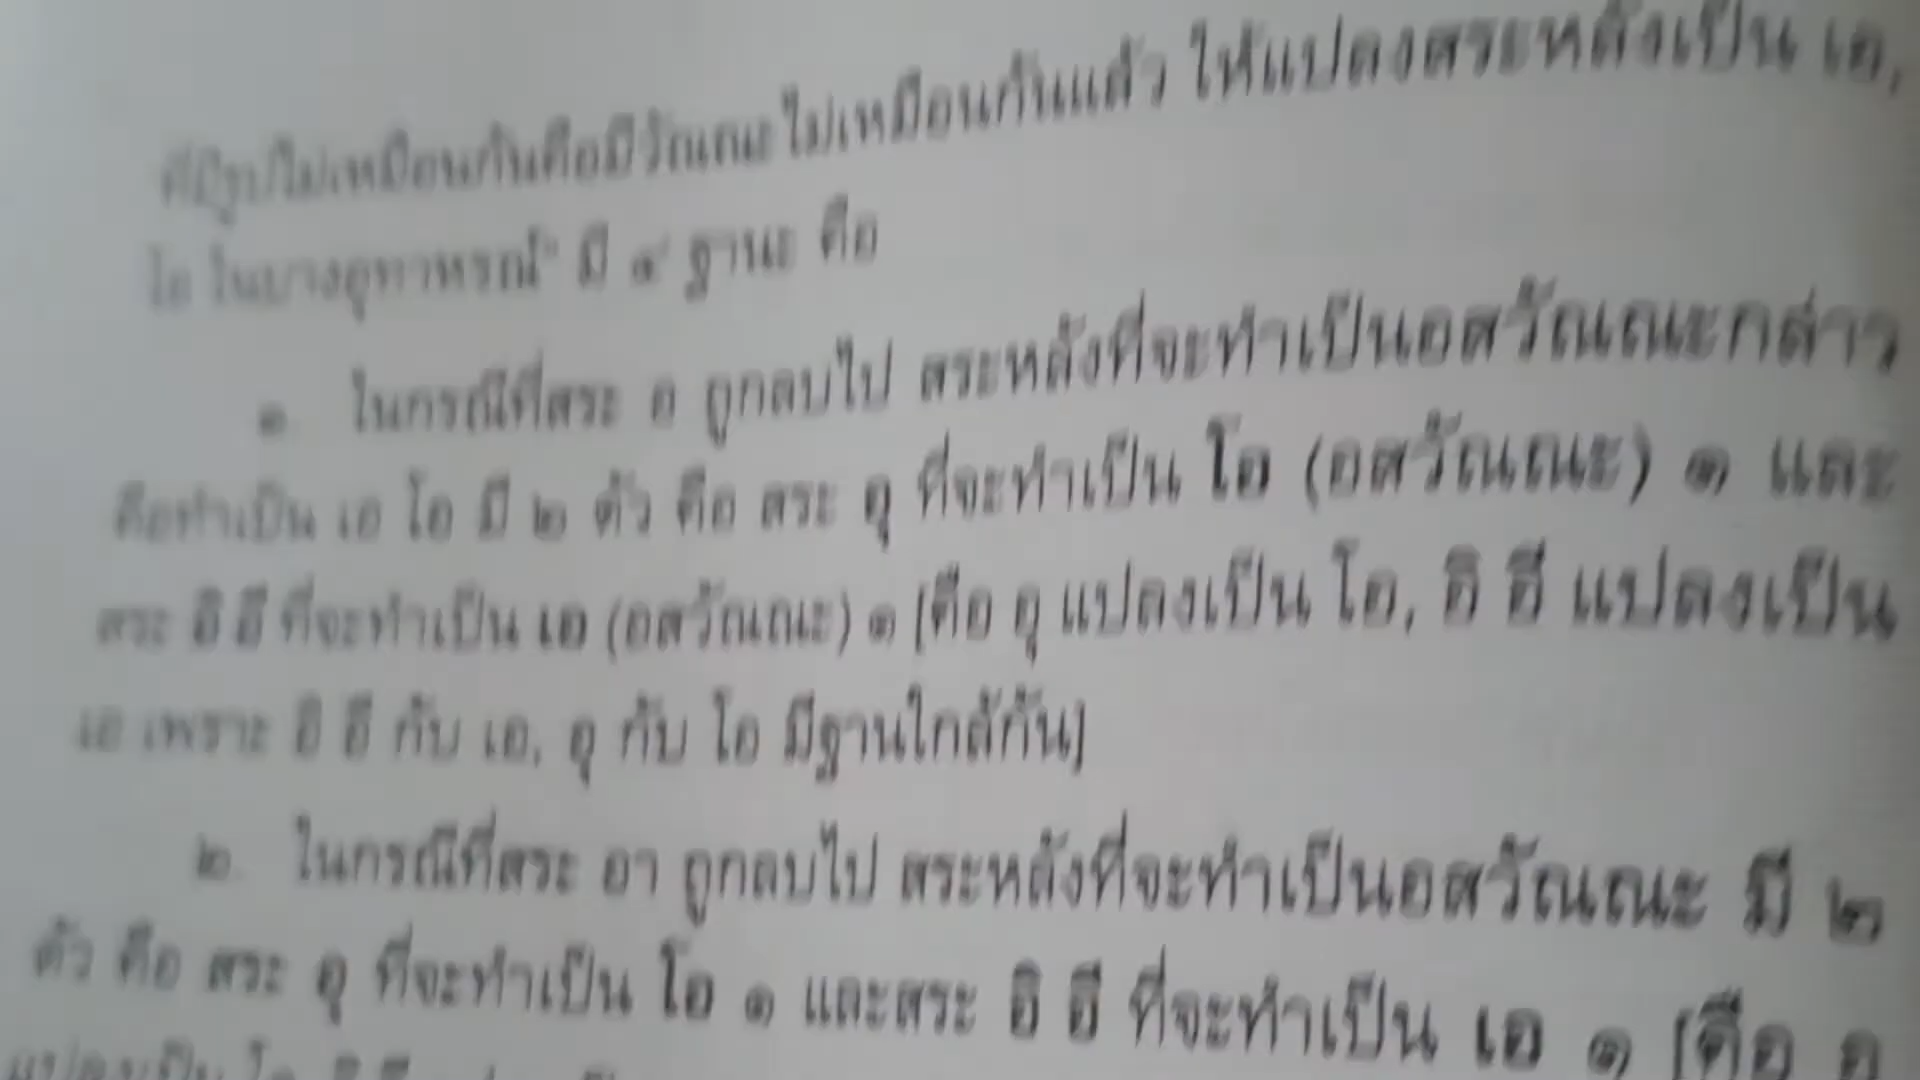 ที่มีรูปไม่เหมือนกันคือมีวัณณะไม่เหมือนกันแล้ว ให้แปลงสระหลังเป็น เอ,
โอ ในบางอุทาหรณ์" มี ๔ ฐานะ คือ
๑. ในกรณีที่สระ อ ถูกลบไป สระหลังที่จะทำเป็นอสวัณณะกล่าว
คือทำเป็น เอ โอ มี ๒ ตัว คือ สระ อุ ที่จะทำเป็น โอ (อสวัณณะ) ๑ และ
สระ อิ อี ที่จะทำเป็น เอ (อสวัณณะ) ๑ [คือ อุ แปลงเป็น โอ, อิ อี แปลงเป็น
เอ เพราะ อิ อี กับ เอ, อุ กับ โอ มีฐานใกล้กัน]
๒. ในกรณีที่สระ อา ถูกลบไป สระหลังที่จะทำเป็นอสวัณณะ มี ๒
ตัว คือ สระ อุ ที่จะทำเป็น โอ ๑ และสระ อิ อี ที่จะทำเป็น เอ ๑ [คือ อุ
แปลงเป็น โอ